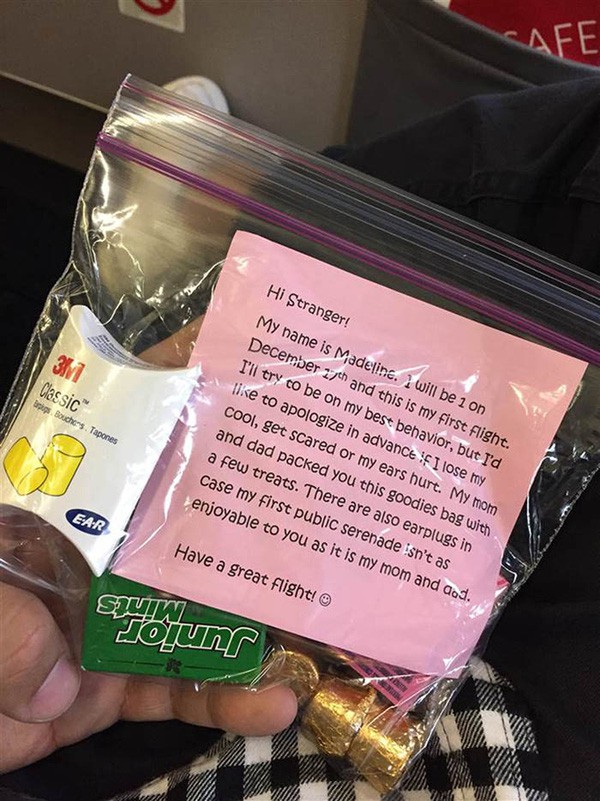 SAFE
Hi Stranger!
My name is Madeline. I will be 1 on
December and this is my first flight.
I'll try to be on my best behavior, but I'd
like to apologize in advance if I lose my
cool, get scared or my ears hurt. My mom
and dad packed you this goodies bag with
a few treats. There are also earplugs in
case my first public serenade isn't as
enjoyable to you as it is my mom and dad.
Have a great flight! ☺
3M
Classic™
Earplugs Bouchons Tapones
E·A·R
Junior
Mints